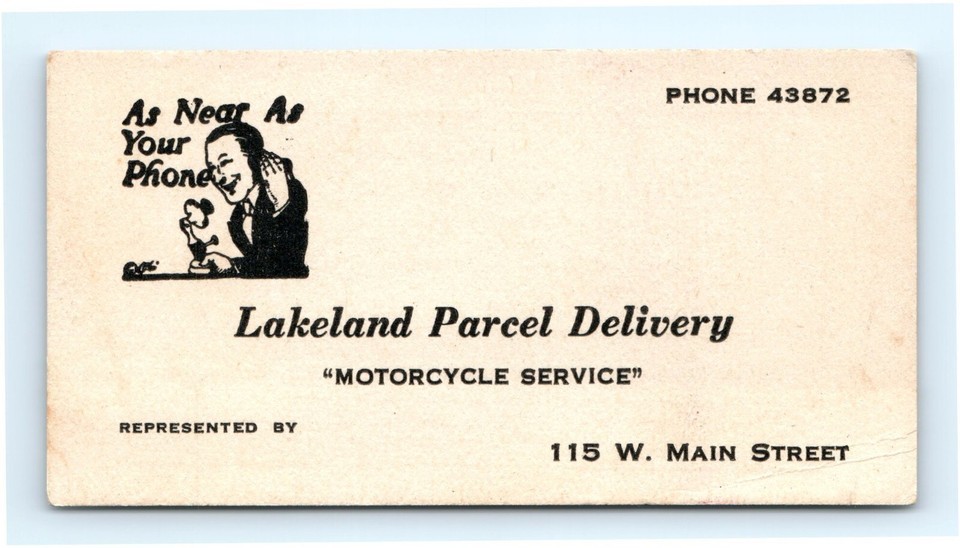 As Near As
Your
Phone
PHONE 43872
Lakeland Parcel Delivery
"MOTORCYCLE SERVICE"
REPRESENTED BY
115 W. MAIN STREET